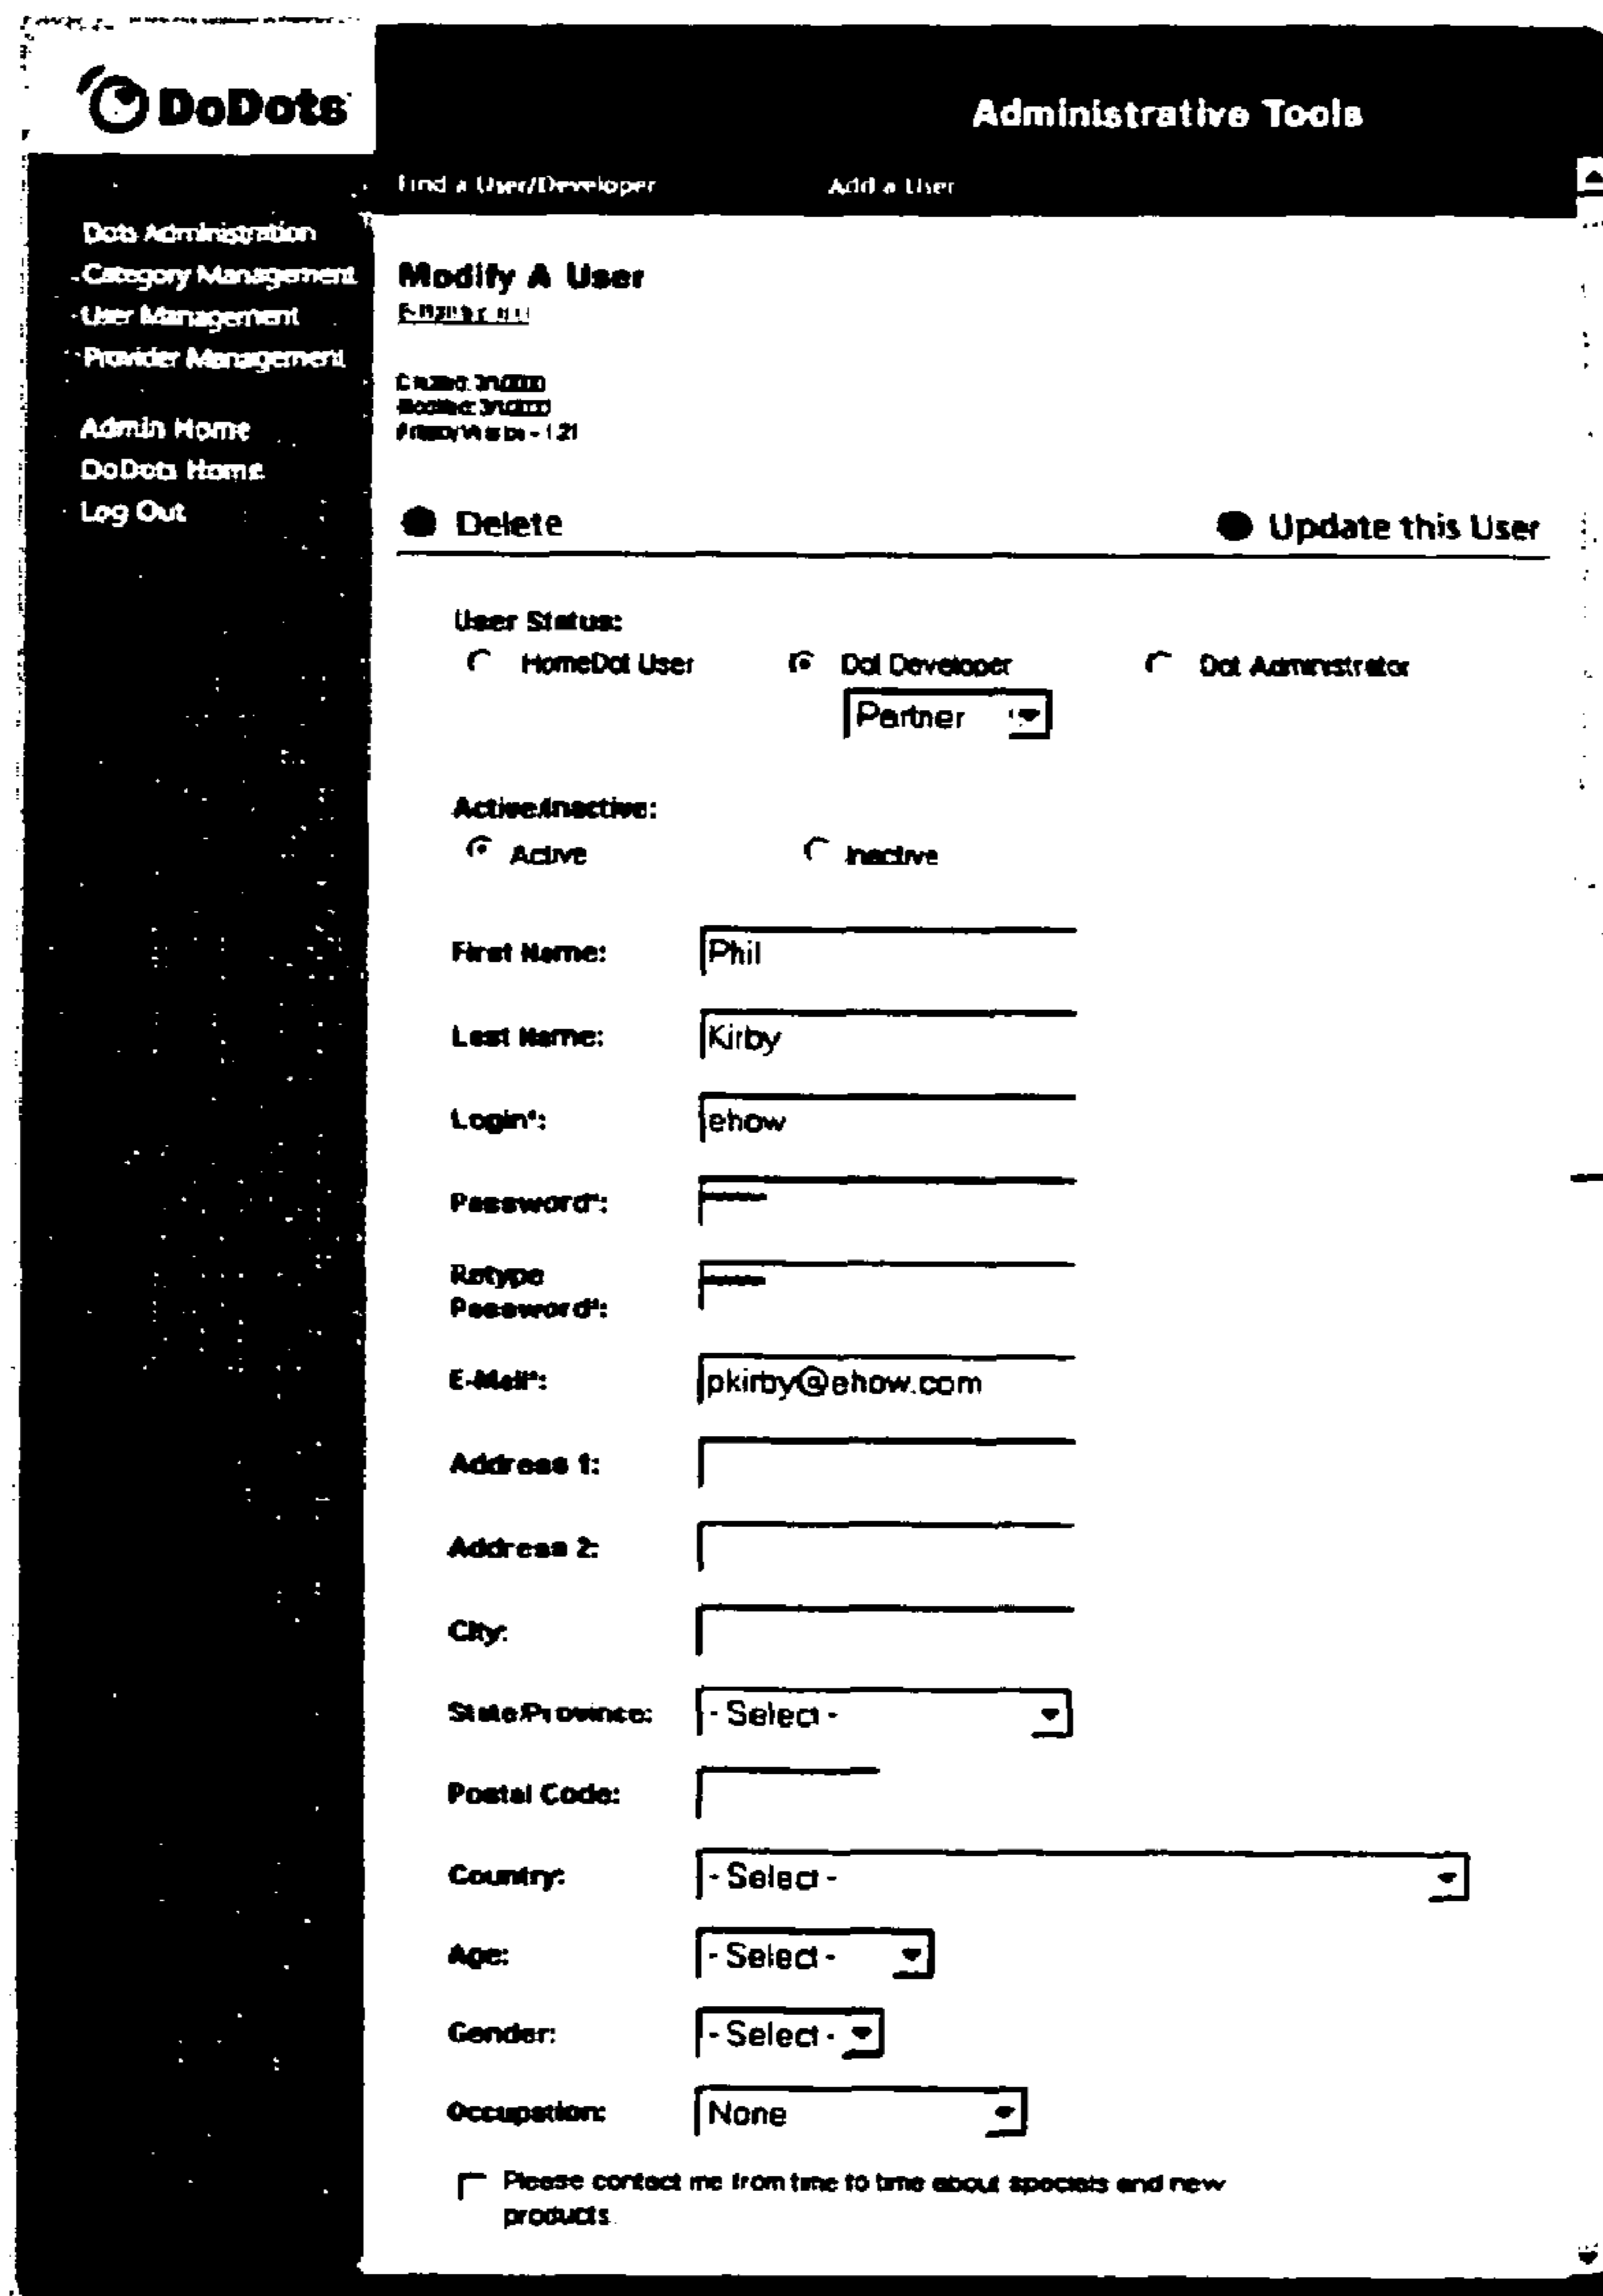 DoDots
Administrative Tools
Find a User/Developer Add a User
Dots Administration
Category Management
User Management
Provider Management
Admin Home
DoDots Home
Log Out
Modify A User
Delete Update this User
User Status:
HomeDot User Dot Developer Dot Administrator
Partner
Active/Inactive:
Active Inactive
First Name: Phil
Last Name: Kirby
Login*: ehow
Password*:
Retype
Password*:
E-Mail*: pkirby@ehow.com
Address 1:
Address 2:
City:
State/Province: - Select -
Postal Code:
Country: - Select -
Age: - Select -
Gender: - Select -
Occupation: None
Please contact me from time to time about specials and new
products.